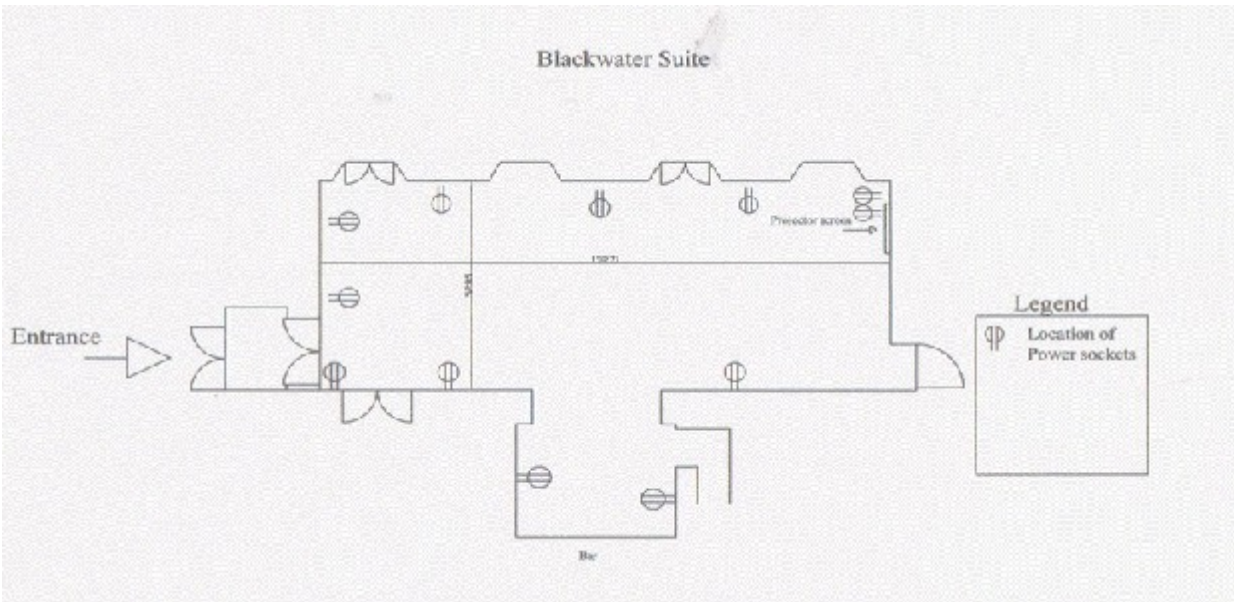 Blackwater Suite
Projector screen
Entrance
Legend
Location of
Power sockets
Bar